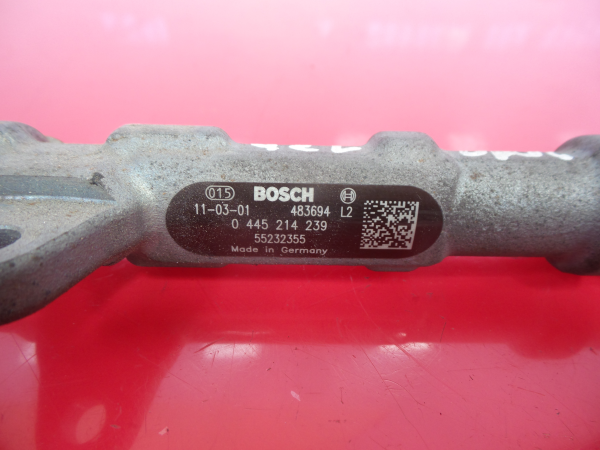 015 BOSCH
11-03-01 483694 L2
0 445 214 239
55232355
Made in Germany